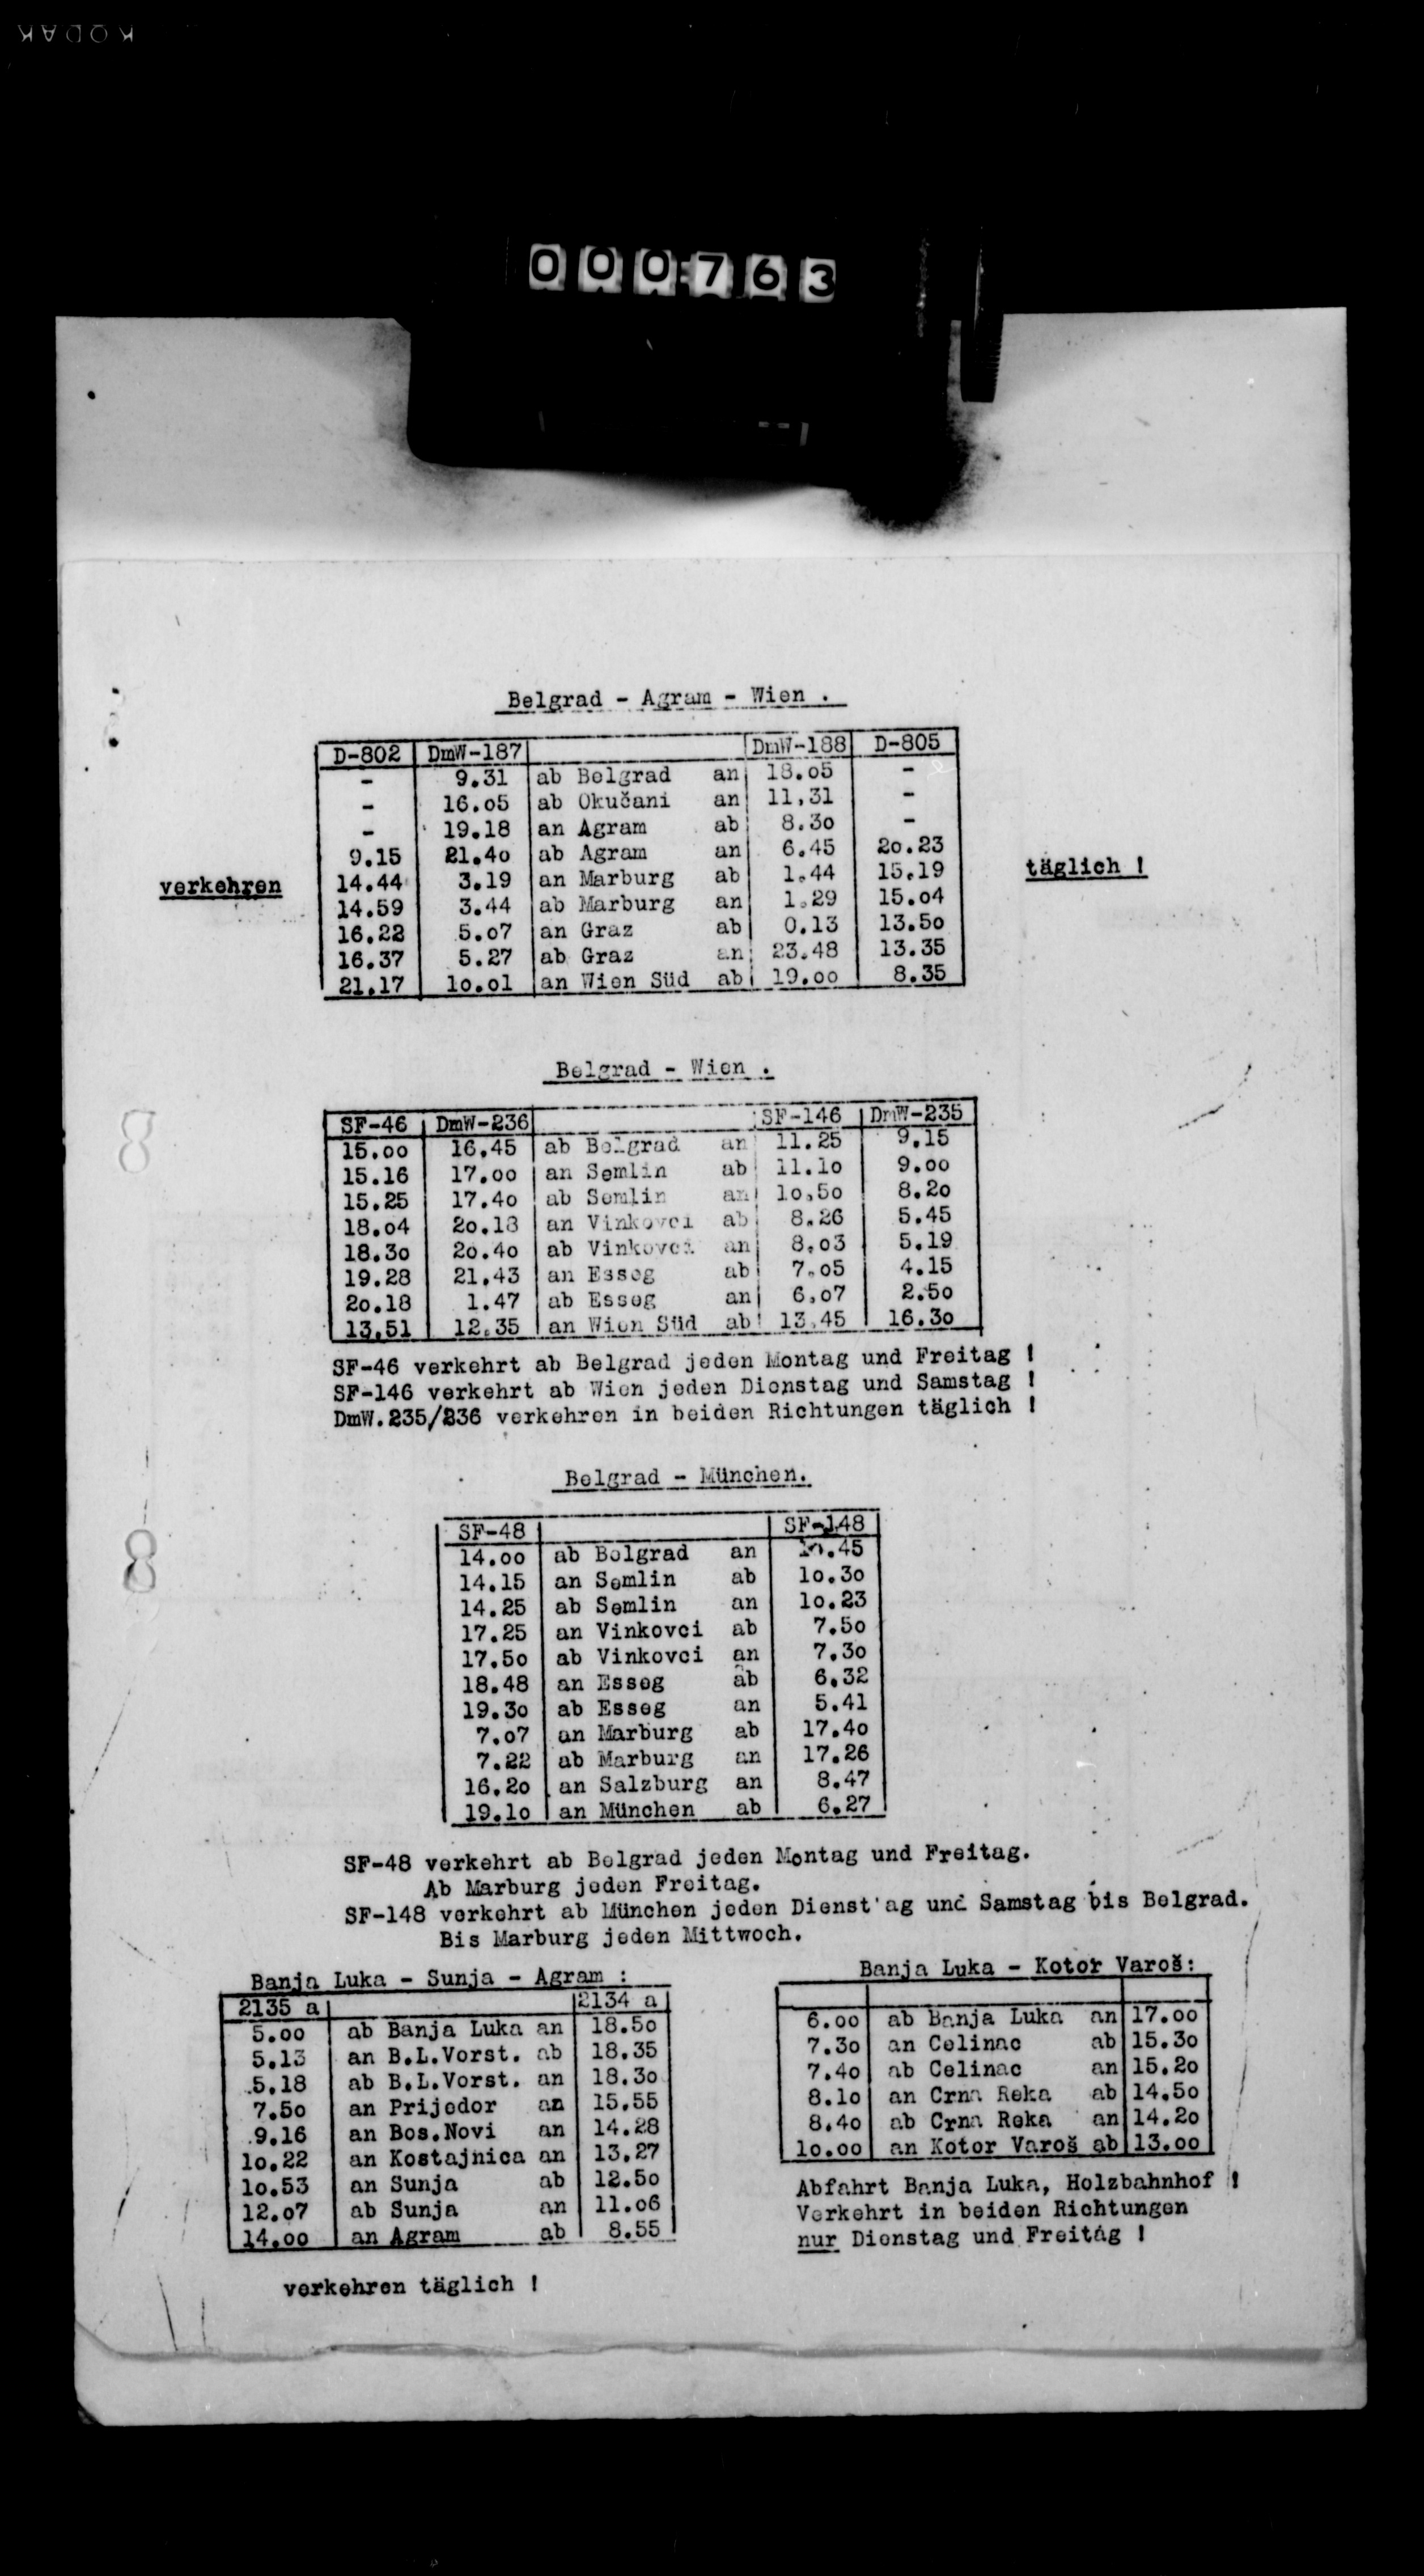 KODAK
000763
Belgrad - Agram - Wien .
D-802 DmW-187 DmW-188 D-805
- 9.31 ab Belgrad an 18.05 -
- 16.05 ab Okučani an 11.31 -
- 19.18 an Agram ab 8.30 -
9.15 21.40 ab Agram an 6.45 20.23
verkehren 14.44 3.19 an Marburg ab 1.44 15.19 täglich !
14.59 3.44 ab Marburg an 1.29 15.04
16.22 5.07 an Graz ab 0.13 13.50
16.37 5.27 ab Graz an 23.48 13.35
21.17 10.01 an Wien Süd ab 19.00 8.35
Belgrad - Wien .
SF-46 DmW-236 SF-146 DmW-235
15.00 16.45 ab Belgrad an 11.25 9.15
15.16 17.00 an Semlin ab 11.10 9.00
15.25 17.40 ab Semlin an 10.50 8.20
18.04 20.18 an Vinkovci ab 8.26 5.45
18.30 20.40 ab Vinkovci an 8.03 5.19
19.28 21.43 an Esseg ab 7.05 4.15
20.18 1.47 ab Esseg an 6.07 2.50
13.51 12.35 an Wien Süd ab 13.45 16.30
SF-46 verkehrt ab Belgrad jeden Montag und Freitag !
SF-146 verkehrt ab Wien jeden Dienstag und Samstag !
DmW.235/236 verkehren in beiden Richtungen täglich !
Belgrad - München.
SF-48 SF-148
14.00 ab Belgrad an .45
14.15 an Semlin ab 10.30
14.25 ab Semlin an 10.23
17.25 an Vinkovci ab 7.50
17.50 ab Vinkovci an 7.30
18.48 an Esseg ab 6.32
19.30 ab Esseg an 5.41
7.07 an Marburg ab 17.40
7.22 ab Marburg an 17.26
16.20 an Salzburg an 8.47
19.10 an München ab 6.27
SF-48 verkehrt ab Belgrad jeden Montag und Freitag.
Ab Marburg jeden Freitag.
SF-148 verkehrt ab München jeden Dienst'ag und Samstag bis Belgrad.
Bis Marburg jeden Mittwoch.
Banja Luka - Sunja - Agram :
2135 a 2134 a
5.00 ab Banja Luka an 18.50
5.13 an B.L.Vorst. ab 18.35
5.18 ab B.L.Vorst. an 18.30
7.50 an Prijedor an 15.55
9.16 an Bos.Novi an 14.28
10.22 an Kostajnica an 13.27
10.53 an Sunja ab 12.50
12.07 ab Sunja an 11.06
14.00 an Agram ab 8.55
verkehren täglich !
Banja Luka - Kotor Varoš:
6.00 ab Banja Luka an 17.00
7.30 an Celinac ab 15.30
7.40 ab Celinac an 15.20
8.10 an Crna Reka ab 14.50
8.40 ab Crna Reka an 14.20
10.00 an Kotor Varoš ab 13.00
Abfahrt Banja Luka, Holzbahnhof !
Verkehrt in beiden Richtungen
nur Dienstag und Freitag !